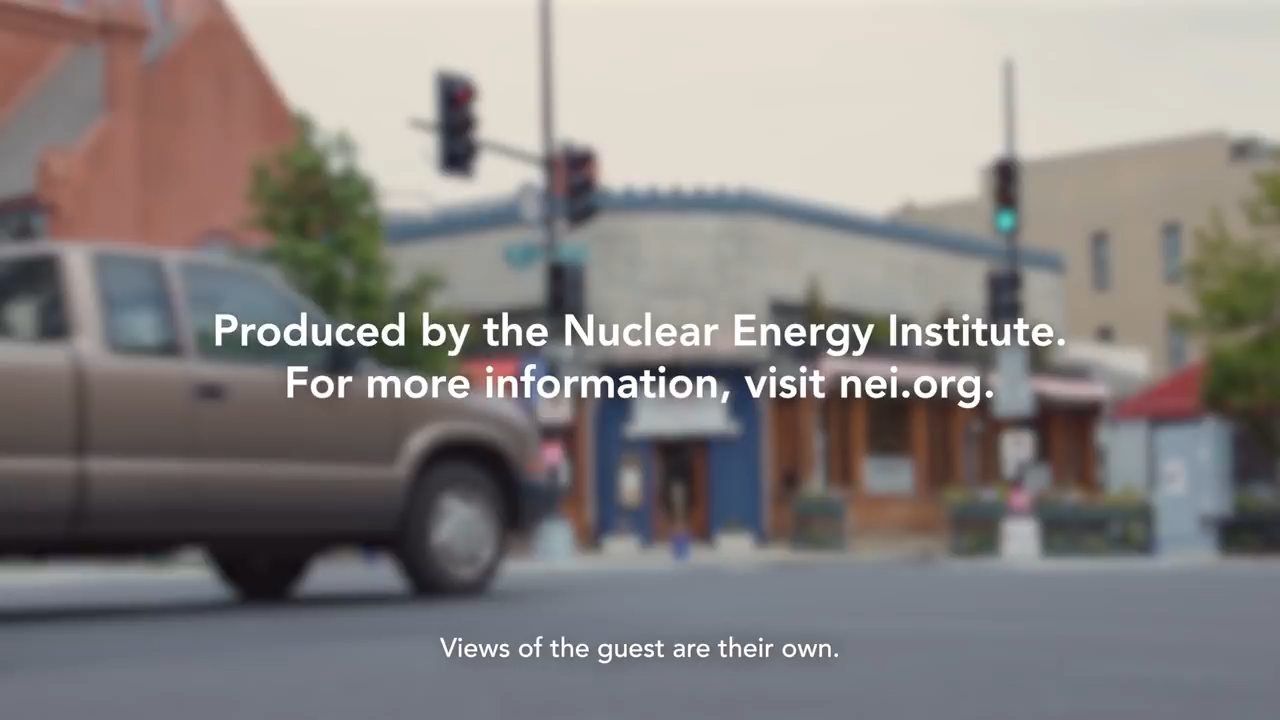 Produced by the Nuclear Energy Institute.
For more information, visit nei.org.
Views of the guest are their own.